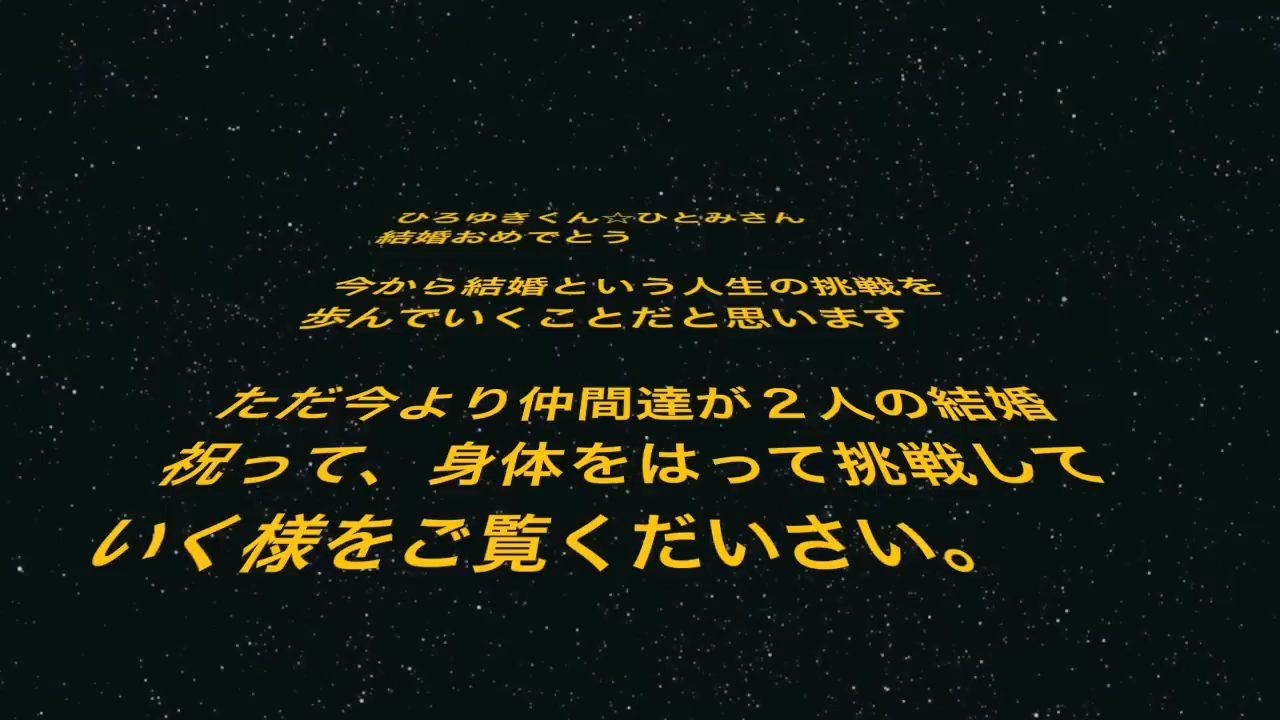 ひろゆきくん☆ひとみさん
結婚おめでとう
今から結婚という人生の挑戦を
歩んでいくことだと思います
ただ今より仲間達が２人の結婚
祝って、身体をはって挑戦して
いく様をご覧くだいさい。